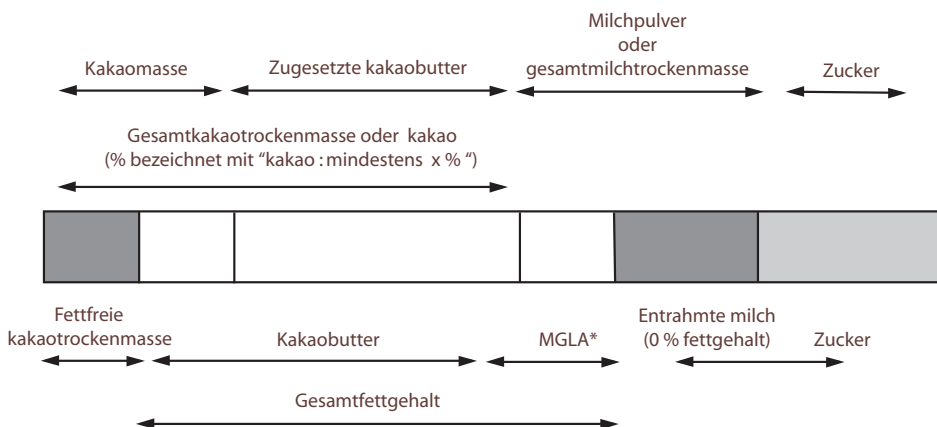 Kakaomasse
Zugesetzte kakaobutter
Milchpulver
oder
gesamtmilchtrockenmasse
Zucker
Gesamtkakaotrockenmasse oder kakao
(% bezeichnet mit “kakao : mindestens x % “)
Fettfreie
kakaotrockenmasse
Kakaobutter
MGLA*
Entrahmte milch
(0 % fettgehalt)
Zucker
Gesamtfettgehalt